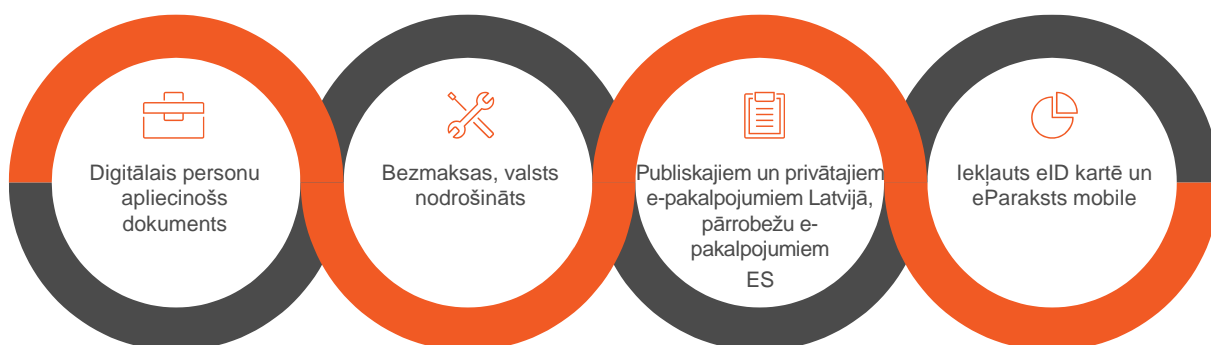 Digitālais personu
apliecinošs
dokuments
Bezmaksas, valsts
nodrošināts
Publiskajiem un privātajiem
e-pakalpojumiem Latvijā,
pārrobežu e-
pakalpojumiem
ES
Iekļauts eID kartē un
eParaksts mobile